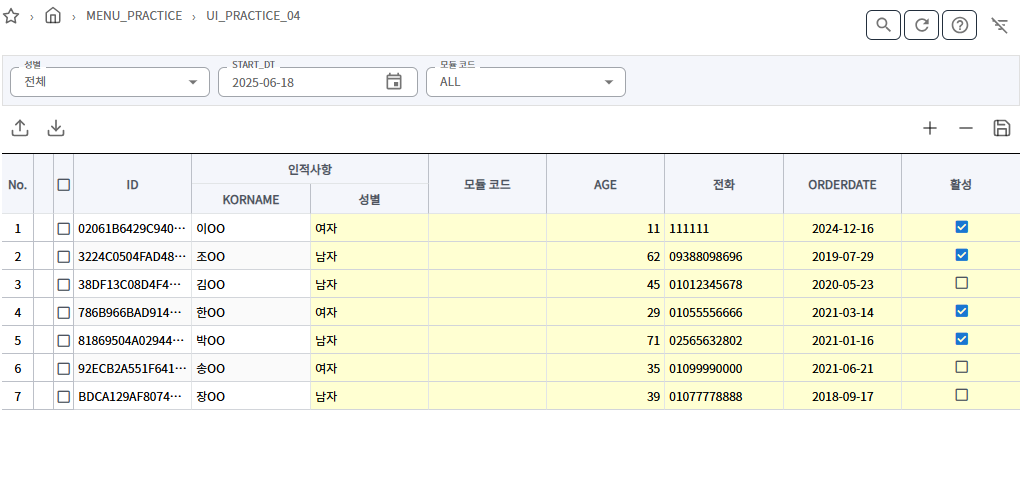 MENU_PRACTICE › UI_PRACTICE_04
성별 START_DT 모듈 코드
전체 2025-06-18 ALL
No. ID 인적사항 모듈 코드 AGE 전화 ORDERDATE 활성
KORNAME 성별
1 02061B6429C940··· 이OO 여자 11 111111 2024-12-16
2 3224C0504FAD48··· 조OO 남자 62 09388098696 2019-07-29
3 38DF13C08D4F4··· 김OO 남자 45 01012345678 2020-05-23
4 786B966BAD914··· 한OO 여자 29 01055556666 2021-03-14
5 81869504A02944··· 박OO 남자 71 02565632802 2021-01-16
6 92ECB2A551F641··· 송OO 여자 35 01099990000 2021-06-21
7 BDCA129AF8074··· 장OO 남자 39 01077778888 2018-09-17